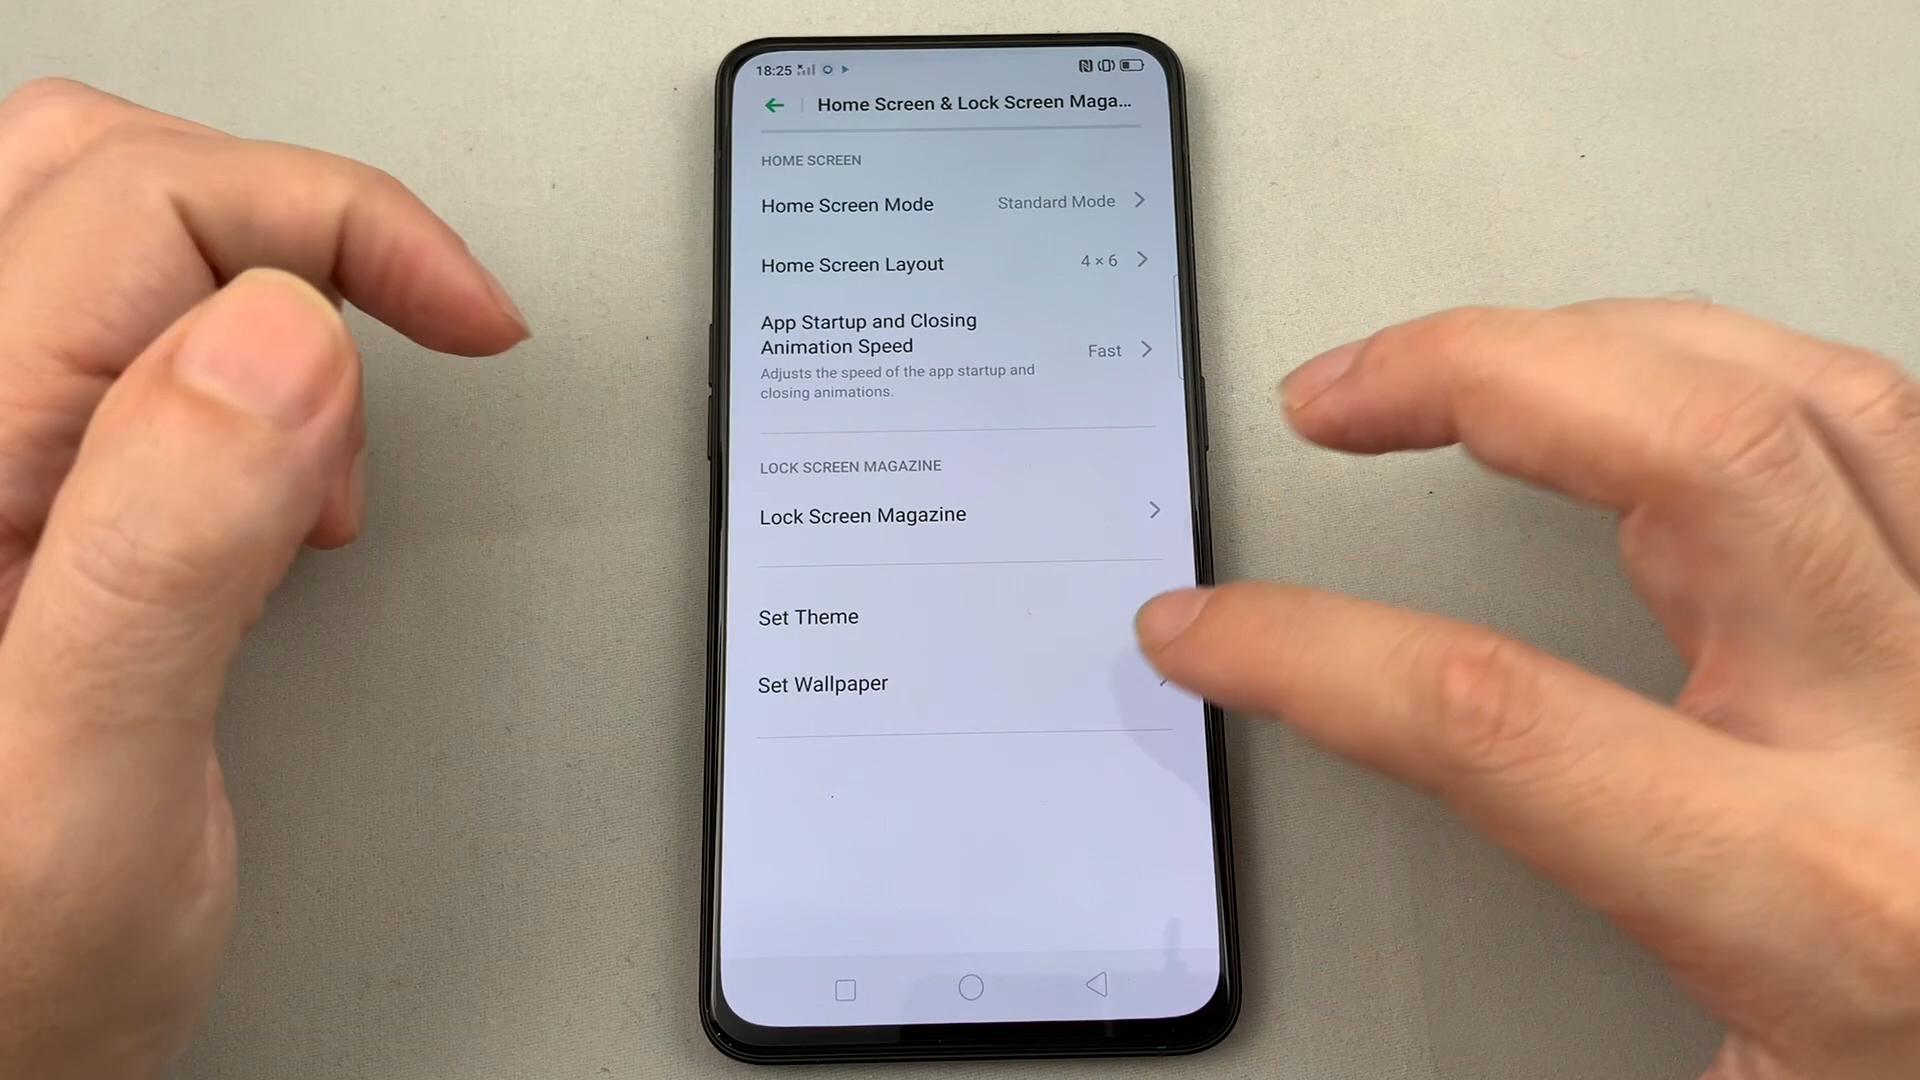 18:25
Home Screen & Lock Screen Maga...
HOME SCREEN
Home Screen Mode Standard Mode
Home Screen Layout 4 × 6
App Startup and Closing
Animation Speed
Fast
Adjusts the speed of the app startup and
closing animations.
LOCK SCREEN MAGAZINE
Lock Screen Magazine
Set Theme
Set Wallpaper